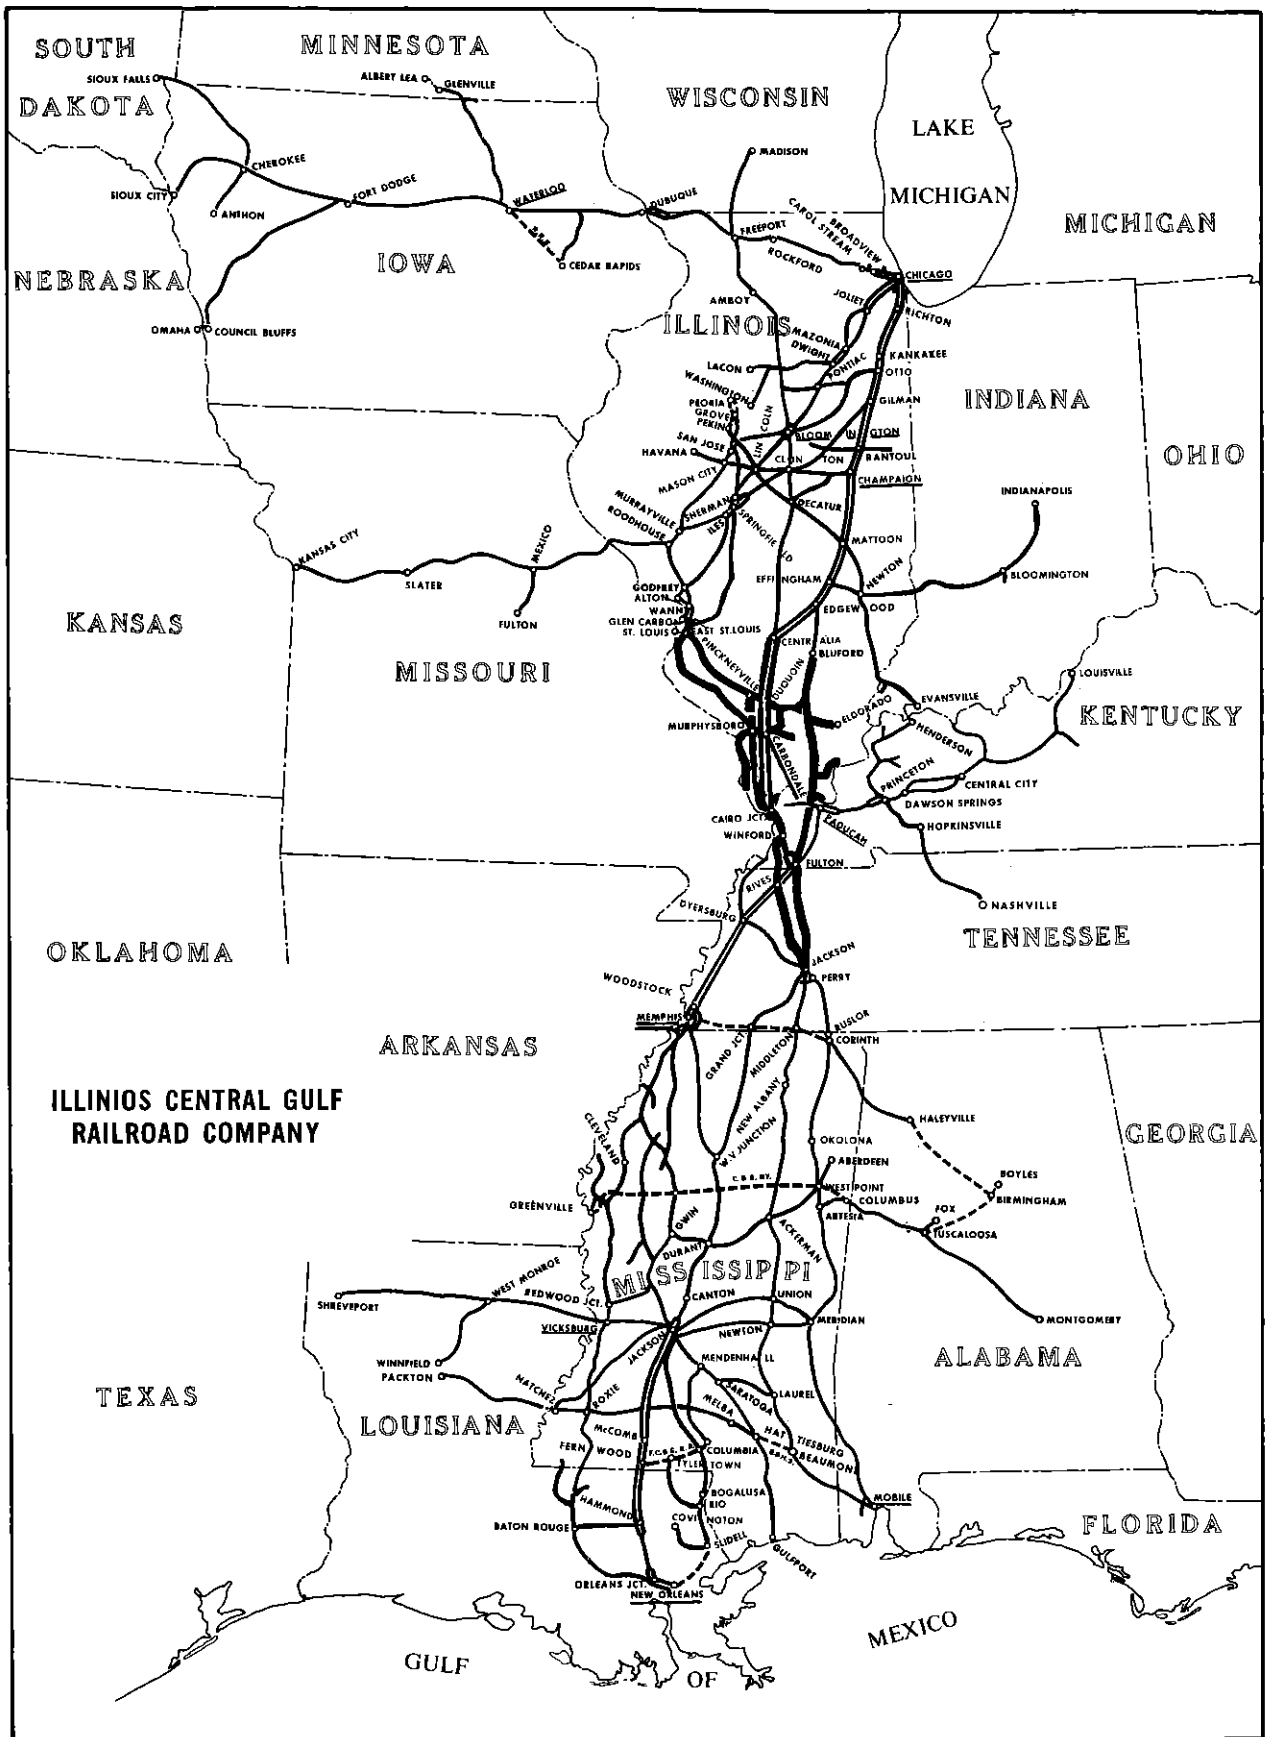 SOUTH
DAKOTA
MINNESOTA
WISCONSIN
LAKE
MICHIGAN
MICHIGAN
SIOUX FALLS
ALBERT LEA
GLENVILLE
MADISON
CHEROKEE
SIOUX CITY
ANTHON
FORT DODGE
WATERLOO
DUBUQUE
FREEPORT
ROCKFORD
CAROL STREAM
BROADVIEW
CHICAGO
NEBRASKA
IOWA
CEDAR RAPIDS
OMAHA
COUNCIL BLUFFS
AMBOY
ILLINOIS
JOLIET
RICHTON
MAZONIA
DWIGHT
PONTIAC
KANKAKEE
OTTO
LACON
WASHINGTON
PEORIA
GROVE
PEKIN
LINCOLN
GILMAN
INDIANA
OHIO
SAN JOSE
HAVANA
BLOOMINGTON
RANTOUL
MASON CITY
CLINTON
CHAMPAIGN
MURRAYVILLE
ROODHOUSE
SHERMAN
ILES
SPRINGFIELD
DECATUR
INDIANAPOLIS
MATTOON
KANSAS CITY
SLATER
MEXICO
FULTON
EFFINGHAM
NEWTON
BLOOMINGTON
GODFREY
ALTON
WANN
GLEN CARBON
ST. LOUIS
EAST ST. LOUIS
EDGEWOOD
CENTRALIA
BLUFORD
KANSAS
MISSOURI
PINCKNEYVILLE
DUQUOIN
LOUISVILLE
MURPHYSBORO
ELDORADO
EVANSVILLE
HENDERSON
KENTUCKY
CARBONDALE
PRINCETON
CENTRAL CITY
DAWSON SPRINGS
CAIRO JCT.
WINFORD
PADUCAH
HOPKINSVILLE
FULTON
RIVES
DYERSBURG
NASHVILLE
TENNESSEE
OKLAHOMA
JACKSON
PERRY
WOODSTOCK
MEMPHIS
GRAND JCT.
MIDDLETON
RUSLOR
CORINTH
ARKANSAS
ILLINIOS CENTRAL GULF
RAILROAD COMPANY
NEW ALBANY
HALEYVILLE
GEORGIA
CLEVELAND
W.V JUNCTION
OKOLONA
ABERDEEN
C. & G. RY.
WEST POINT
BOYLES
BIRMINGHAM
GREENVILLE
COLUMBUS
ARTESIA
FOX
TUSCALOOSA
GWIN
DURANT
ACKERMAN
MISSISSIPPI
WEST MONROE
REDWOOD JCT.
CANTON
UNION
SHREVEPORT
VICKSBURG
JACKSON
NEWTON
MERIDIAN
MONTGOMERY
WINNFIELD
PACKTON
MENDENHALL
ALABAMA
TEXAS
LOUISIANA
NATCHEZ
ROXIE
SARATOGA
LAUREL
MELBA
McCOMB
HATTIESBURG
BEAUMONT
FERNWOOD
COLUMBIA
TYLERTOWN
BOGALUSA
RIO
MOBILE
HAMMOND
COVINGTON
BATON ROUGE
SLIDELL
GULFPORT
FLORIDA
ORLEANS JCT.
NEW ORLEANS
GULF
OF
MEXICO